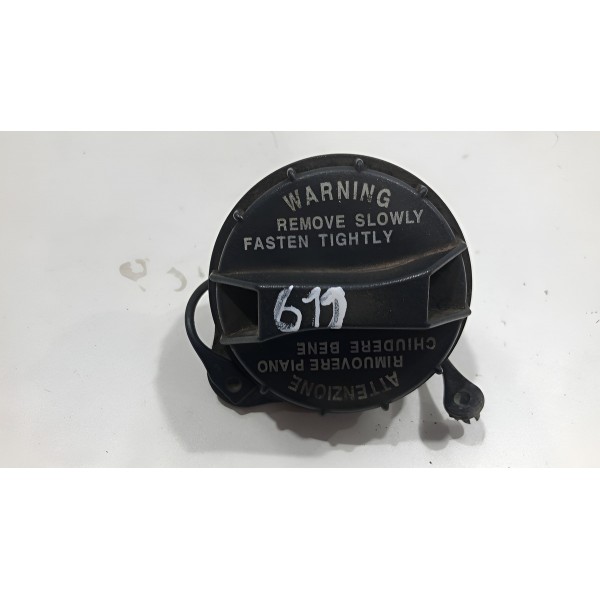 WARNING
REMOVE SLOWLY
FASTEN TIGHTLY
611
ATTENZIONE
RIMUOVERE PIANO
CHIUDERE BENE